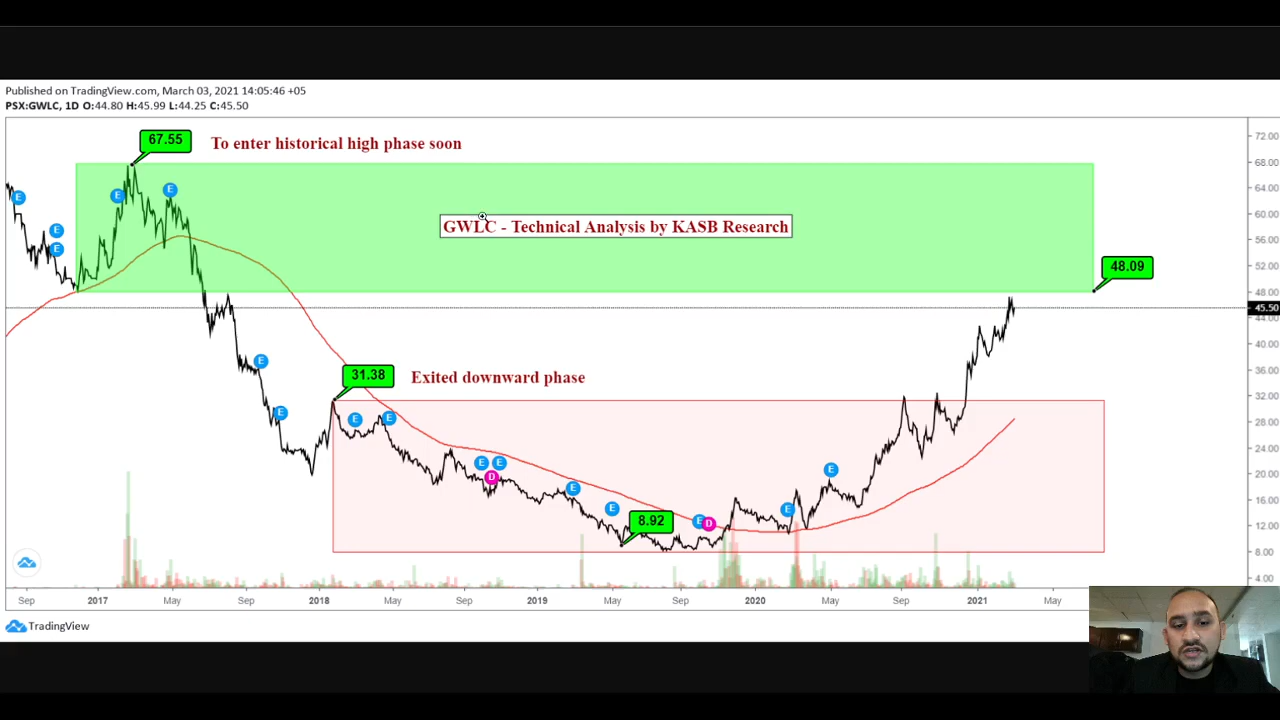 Published on TradingView.com, March 03, 2021 14:05:46 +05
PSX:GWLC, 1D O:44.80 H:45.99 L:44.25 C:45.50
67.55
To enter historical high phase soon
GWLC - Technical Analysis by KASB Research
48.09
31.38
Exited downward phase
8.92
E
E
E
E
E
E
E
E
E
E
E
D
E
E
E
D
E
E
72.00
68.00
64.00
60.00
56.00
52.00
48.00
45.50
44.00
40.00
36.00
32.00
28.00
24.00
20.00
16.00
12.00
8.00
4.00
Sep 2017 May Sep 2018 May Sep 2019 May Sep 2020 May Sep 2021 May
TradingView